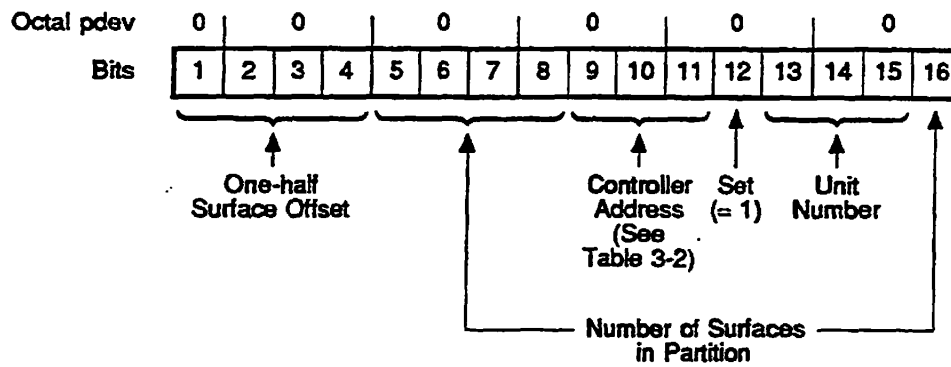 Octal pdev 0 0 0 0 0 0
Bits 1 2 3 4 5 6 7 8 9 10 11 12 13 14 15 16
One-half
Surface Offset
Controller
Address
(See
Table 3-2)
Set
(= 1)
Unit
Number
Number of Surfaces
in Partition